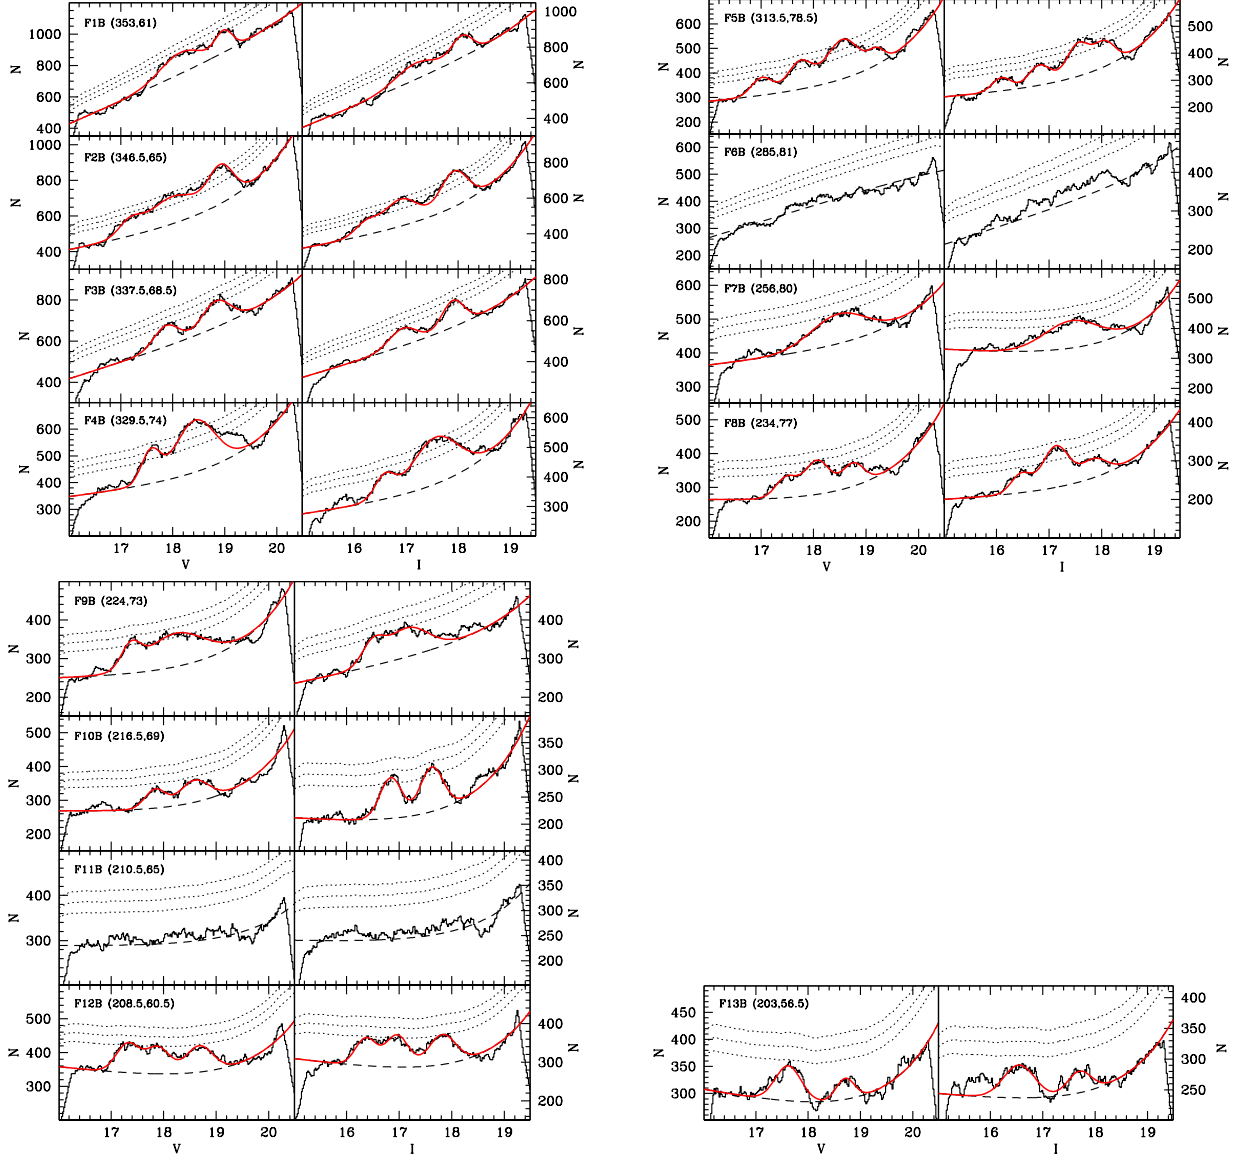 F1B (353,61)
1000
800
600
400
N
1000
800
600
400
N
F2B (346.5,65)
1000
800
600
400
N
800
600
400
N
F3B (337.5,68.5)
800
600
400
N
800
600
400
N
F4B (329.5,74)
600
500
400
300
N
600
500
400
300
N
17 18 19 20
16 17 18 19
V
I
F5B (313.5,78.5)
600
500
400
300
200
N
500
400
300
200
N
F6B (285,81)
600
500
400
300
200
N
400
300
200
N
F7B (256,80)
600
500
400
300
N
500
400
300
200
N
F8B (234,77)
500
400
300
200
N
400
300
200
N
17 18 19 20
16 17 18 19
V
I
F9B (224,73)
400
300
200
N
400
300
200
N
F10B (216.5,69)
500
400
300
200
N
350
300
250
200
N
F11B (210.5,65)
400
300
N
400
350
300
250
200
N
F12B (208.5,60.5)
500
400
300
N
400
300
200
N
17 18 19 20
16 17 18 19
V
I
F13B (203,56.5)
450
400
350
300
N
400
350
300
250
N
17 18 19 20
16 17 18 19
V
I